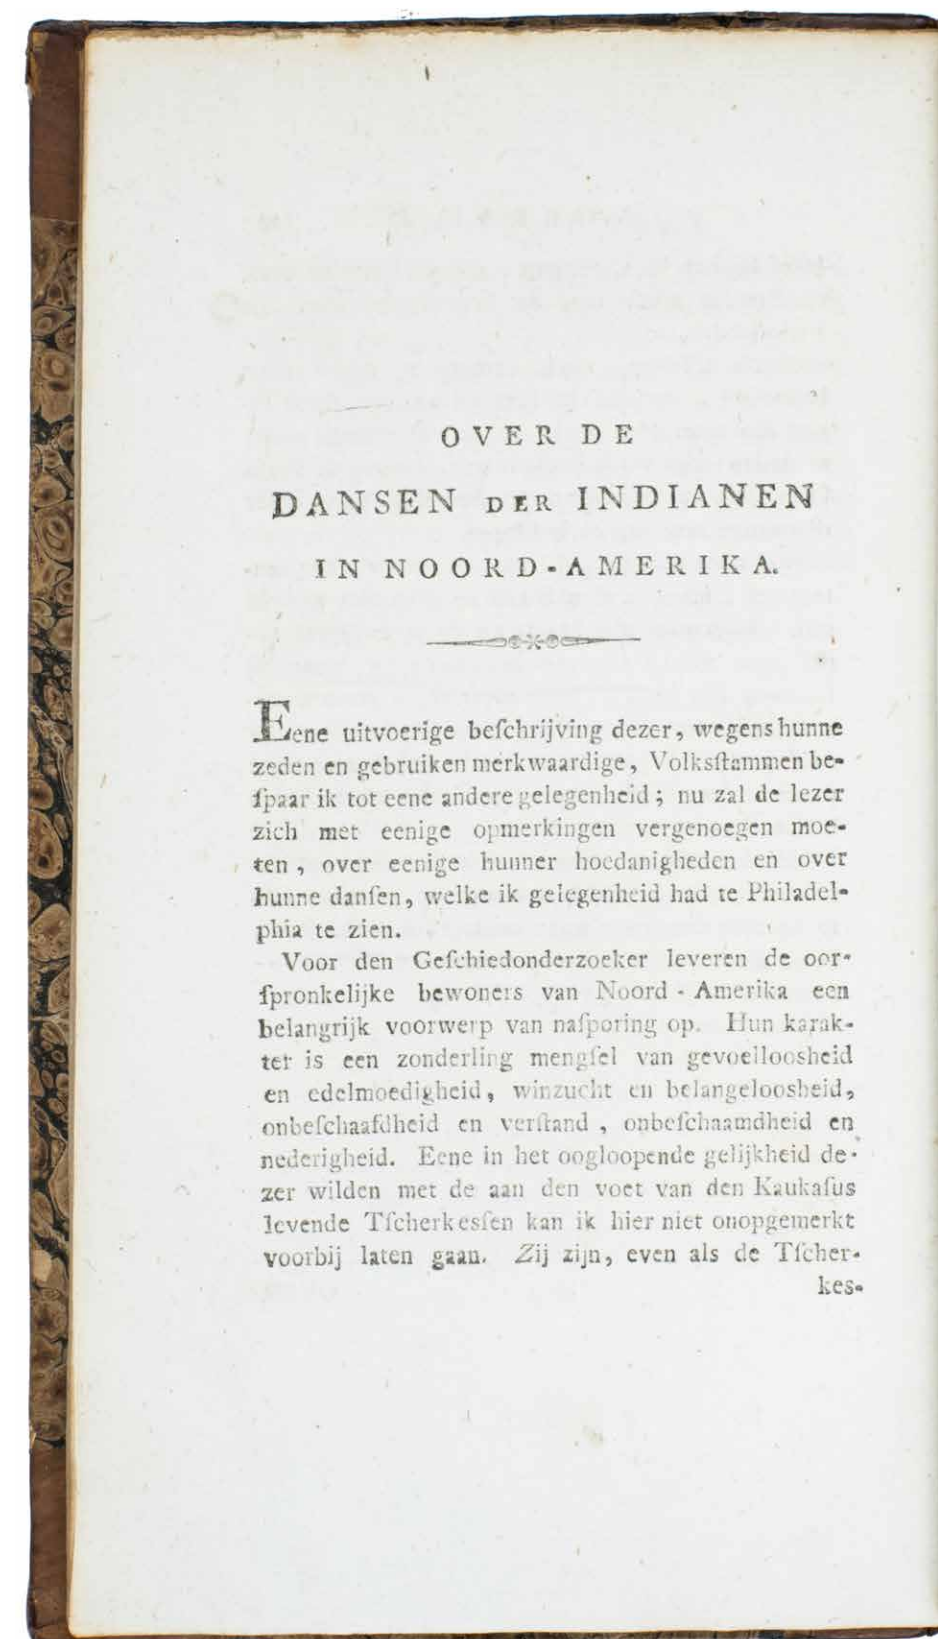 OVER DE
DANSEN DER INDIANEN
IN NOORD-AMERIKA.
Eene uitvoerige beſchrijving dezer, wegens hunne
zeden en gebruiken merkwaardige, Volksſtammen be-
ſpaar ik tot eene andere gelegenheid; nu zal de lezer
zich met eenige opmerkingen vergenoegen moe-
ten, over eenige hunner hoedanigheden en over
hunne danſen, welke ik gelegenheid had te Philadel-
phia te zien.
Voor den Geſchiedonderzoeker leveren de oor-
ſpronkelijke bewoners van Noord-Amerika een
belangrijk voorwerp van naſporing op. Hun karak-
ter is een zonderling mengſel van gevoelloosheid
en edelmoedigheid, winzucht en belangeloosheid,
onbeſchaafdheid en verſtand, onbeſchaamdheid en
nederigheid. Eene in het oogloopende gelijkheid de-
zer wilden met de aan den voet van den Kaukaſus
levende Tſcherkesſen kan ik hier niet onopgemerkt
voorbij laten gaan. Zij zijn, even als de Tſcher-
kes-